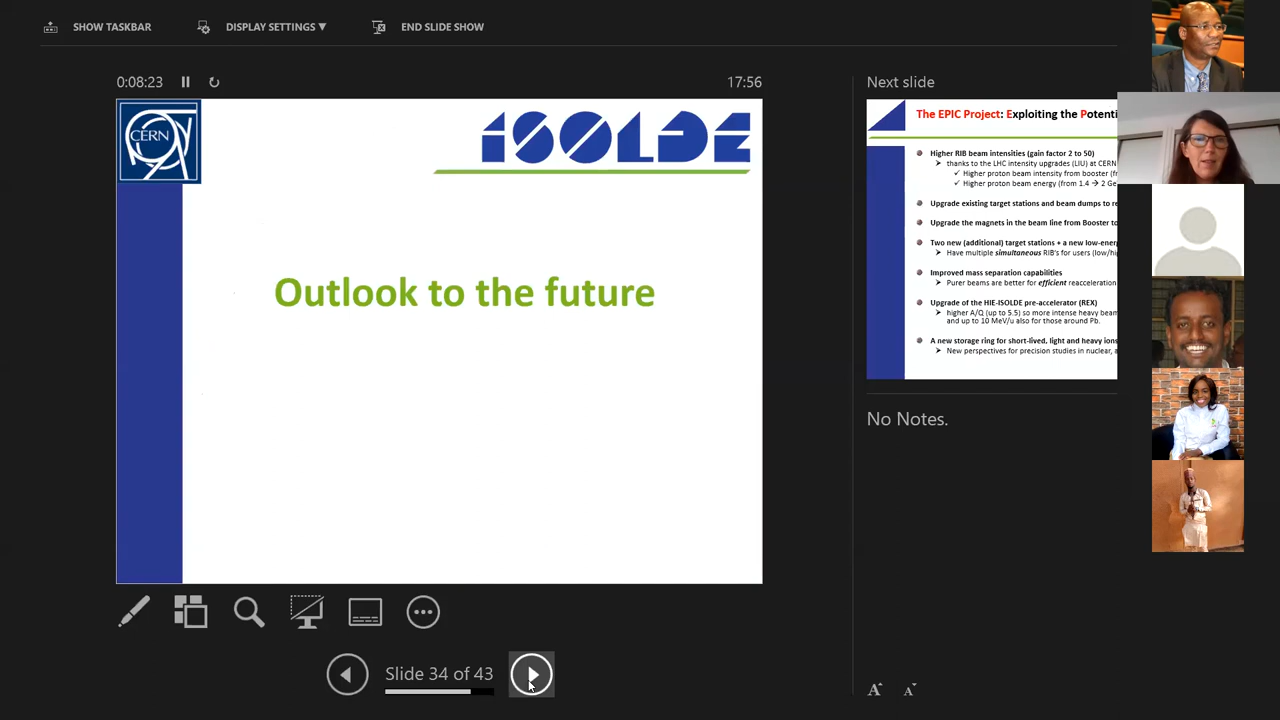 SHOW TASKBAR
DISPLAY SETTINGS ▼
END SLIDE SHOW
0:08:23
17:56
CERN
ISOLDE
Outlook to the future
Slide 34 of 43
Next slide
The EPIC Project: Exploiting the Potenti
Higher RIB beam intensities (gain factor 2 to 50)
thanks to the LHC intensity upgrades (LIU) at CERN
Higher proton beam intensity from booster (fr
Higher proton beam energy (from 1.4 → 2 Ge
Upgrade existing target stations and beam dumps to re
Upgrade the magnets in the beam line from Booster to
Two new (additional) target stations + a new low-energ
Have multiple simultaneous RIB's for users (low/hi
Improved mass separation capabilities
Purer beams are better for efficient reacceleration
Upgrade of the HIE-ISOLDE pre-accelerator (REX)
higher A/Q (up to 5.5) so more intense heavy beam
and up to 10 MeV/u also for those around Pb.
A new storage ring for short-lived, light and heavy ions
New perspectives for precision studies in nuclear, a
No Notes.
A A